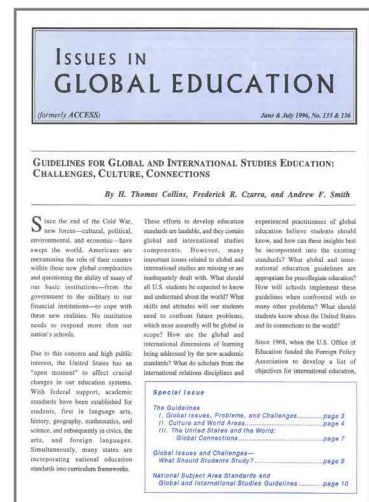 ISSUES IN
GLOBAL EDUCATION
(formerly ACCESS)
June & July 1996, No. 135 & 136
GUIDELINES FOR GLOBAL AND INTERNATIONAL STUDIES EDUCATION:
CHALLENGES, CULTURE, CONNECTIONS
By H. Thomas Collins, Frederick R. Czarra, and Andrew F. Smith
Since the end of the Cold War,
new forces—cultural, political,
environmental, and economic—have
swept the world. Americans are
reexamining the role of their country
within these new global complexities
and questioning the ability of many of
our basic institutions—from the
government to the military to our
financial institutions—to cope with
these new realities. No institution
needs to respond more than our
nation's schools.
Due to this concern and high public
interest, the United States has an
"open moment" to affect crucial
changes in our education systems.
With federal support, academic
standards have been established for
students, first in language arts,
history, geography, mathematics, and
science, and subsequently in civics, the
arts, and foreign languages.
Simultaneously, many states are
incorporating national education
standards into curriculum frameworks.
These efforts to develop education
standards are laudable, and they contain
global and international studies
components. However, many
important issues related to global and
international studies are missing or are
inadequately dealt with. What should
all U.S. students be expected to know
and understand about the world? What
skills and attitudes will our students
need to confront future problems,
which most assuredly will be global in
scope? How are the global and
international dimensions of learning
being addressed by the new academic
standards? What do scholars from the
international relations disciplines and
experienced practitioners of global
education believe students should
know, and how can these insights best
be incorporated into the existing
standards? What global and inter-
national education guidelines are
appropriate for precollegiate education?
How will schools implement these
guidelines when confronted with so
many other problems? What should
students know about the United States
and its connections to the world?
Since 1968, when the U.S. Office of
Education funded the Foreign Policy
Association to develop a list of
objectives for international education,
Special Issue
The Guidelines
I. Global Issues, Problems, and Challenges..........page 3
II. Culture and World Areas..........page 4
III. The United States and the World:
Global Connections..........page 7
Global Issues and Challenges—
What Should Students Study?..........page 9
National Subject Area Standards and
Global and International Studies Guidelines..........page 10